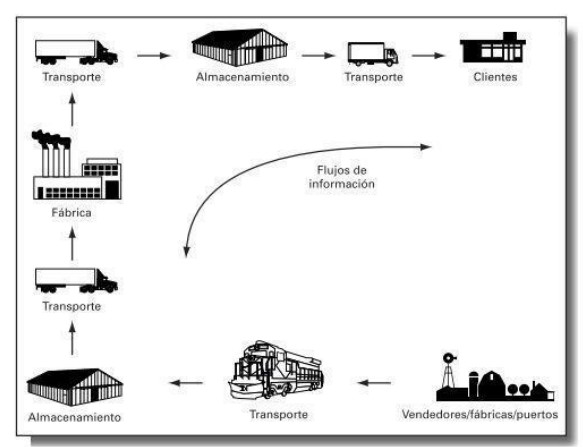 Transporte
Almacenamiento
Transporte
Clientes
Flujos de
información
Fábrica
Transporte
Almacenamiento
Transporte
Vendedores/fábricas/puertos